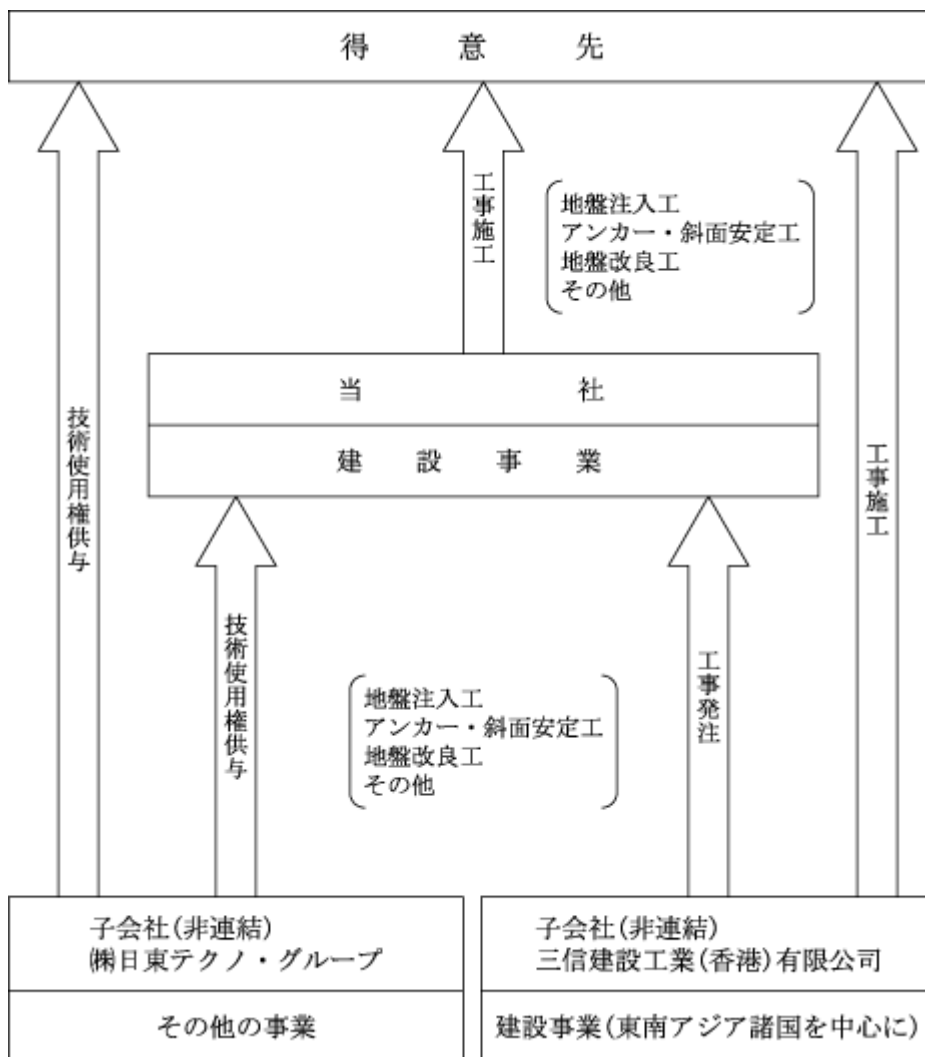 得意先
工事施工
地盤注入工
アンカー・斜面安定工
地盤改良工
その他
当社
建設事業
技術使用権供与
工事施工
技術使用権供与
地盤注入工
アンカー・斜面安定工
地盤改良工
その他
工事発注
子会社(非連結)
㈱日東テクノ・グループ
その他の事業
子会社(非連結)
三信建設工業(香港)有限公司
建設事業(東南アジア諸国を中心に)